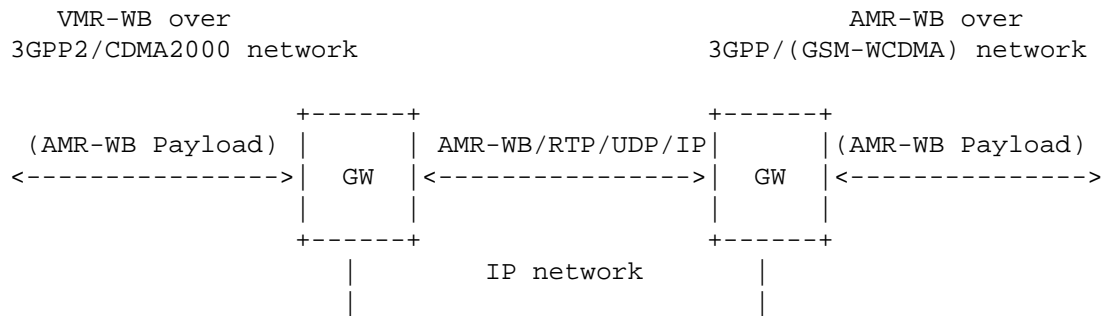 VMR-WB over                          AMR-WB over
3GPP2/CDMA2000 network               3GPP/(GSM-WCDMA) network
(AMR-WB Payload) GW AMR-WB/RTP/UDP/IP GW (AMR-WB Payload)
IP network